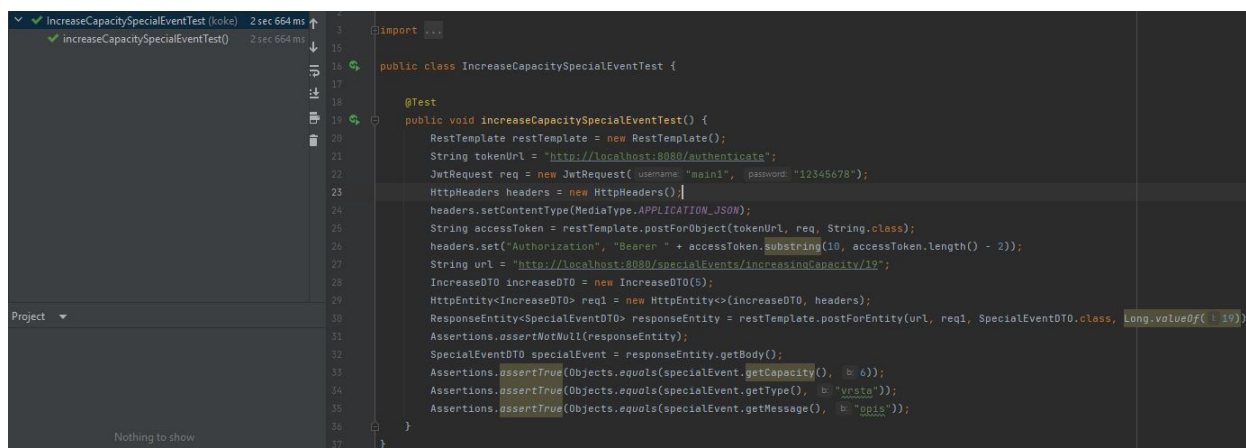 IncreaseCapacitySpecialEventTest (koke) 2 sec 664 ms
increaseCapacitySpecialEventTest() 2 sec 664 ms
Project
Nothing to show
3 import ...
15
16 public class IncreaseCapacitySpecialEventTest {
17
18 @Test
19 public void increaseCapacitySpecialEventTest() {
20 RestTemplate restTemplate = new RestTemplate();
21 String tokenUrl = "http://localhost:8080/authenticate";
22 JwtRequest req = new JwtRequest( username: "main1", password: "12345678");
23 HttpHeaders headers = new HttpHeaders();
24 headers.setContentType(MediaType.APPLICATION_JSON);
25 String accessToken = restTemplate.postForObject(tokenUrl, req, String.class);
26 headers.set("Authorization", "Bearer " + accessToken.substring(10, accessToken.length() - 2));
27 String url = "http://localhost:8080/specialEvents/increasingCapacity/19";
28 IncreaseDTO increaseDTO = new IncreaseDTO(5);
29 HttpEntity<IncreaseDTO> req1 = new HttpEntity<>(increaseDTO, headers);
30 ResponseEntity<SpecialEventDTO> responseEntity = restTemplate.postForEntity(url, req1, SpecialEventDTO.class, Long.valueOf( l: 19))
31 Assertions.assertNotNull(responseEntity);
32 SpecialEventDTO specialEvent = responseEntity.getBody();
33 Assertions.assertTrue(Objects.equals(specialEvent.getCapacity(), b: 6));
34 Assertions.assertTrue(Objects.equals(specialEvent.getType(), b: "vrsta"));
35 Assertions.assertTrue(Objects.equals(specialEvent.getMessage(), b: "opis"));
36 }
37 }